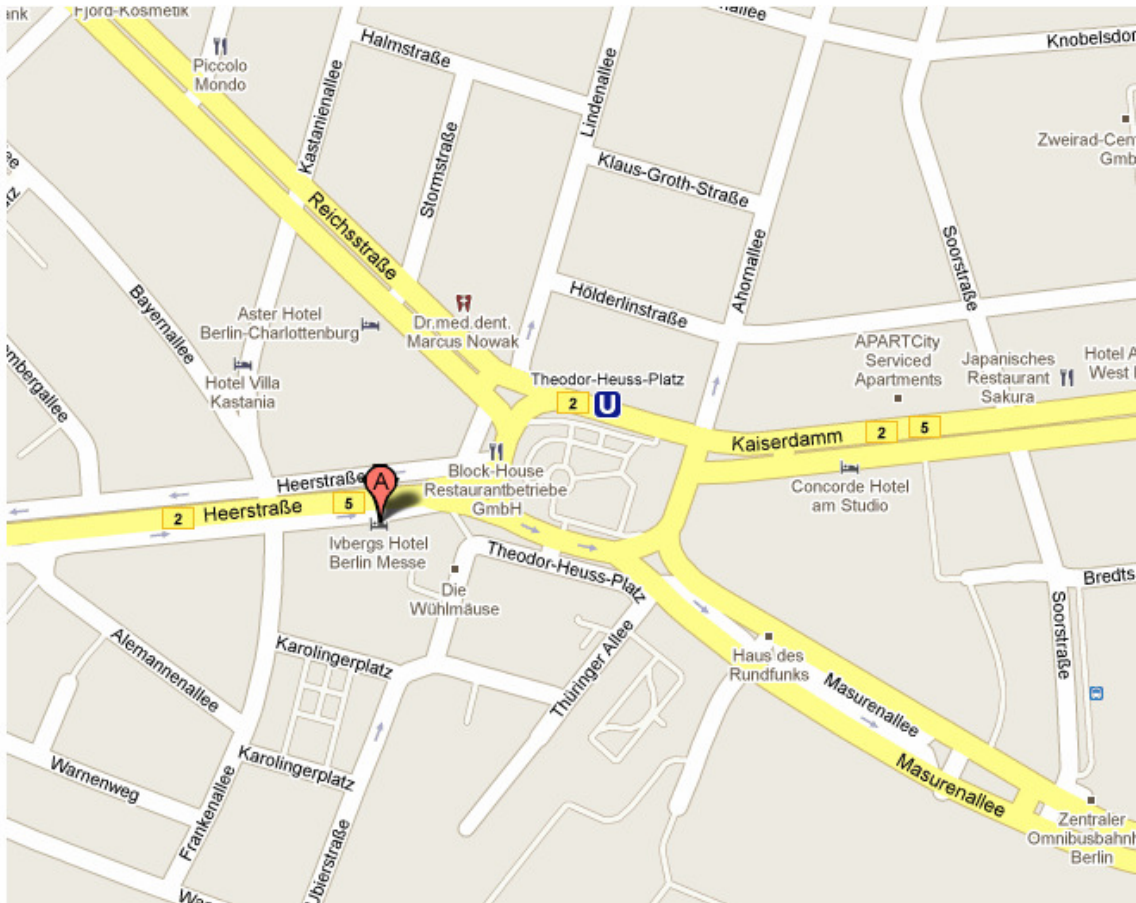 ank
Fjord-Kosmetik
allee
Knobelsdor
Halmstraße
Piccolo
Mondo
Kastanienallee
Lindenallee
Stormstraße
Zweirad-Cen
Gmb
Klaus-Groth-Straße
Reichsstraße
Soorstraße
Ahornallee
Bayernallee
Hölderlinstraße
Aster Hotel
Berlin-Charlottenburg
Dr.med.dent.
Marcus Nowak
APARTCity
Serviced
Apartments
Japanisches
Restaurant
Sakura
Hotel A
West
Hotel Villa
Kastania
embergallee
Theodor-Heuss-Platz
2
U
Kaiserdamm
2
5
Block-House
Restaurantbetriebe
GmbH
Concorde Hotel
am Studio
Heerstraße
A
Heerstraße
2
5
Ivbergs Hotel
Berlin Messe
Theodor-Heuss-Platz
Die
Wühlmäuse
Bredts
Soorstraße
Alemannenallee
Karolingerplatz
Thüringer Allee
Haus des
Rundfunks
Masurenallee
Masurenallee
Warnenweg
Karolingerplatz
Frankenallee
Ubierstraße
Zentraler
Omnibusbahnh
Berlin
Wa